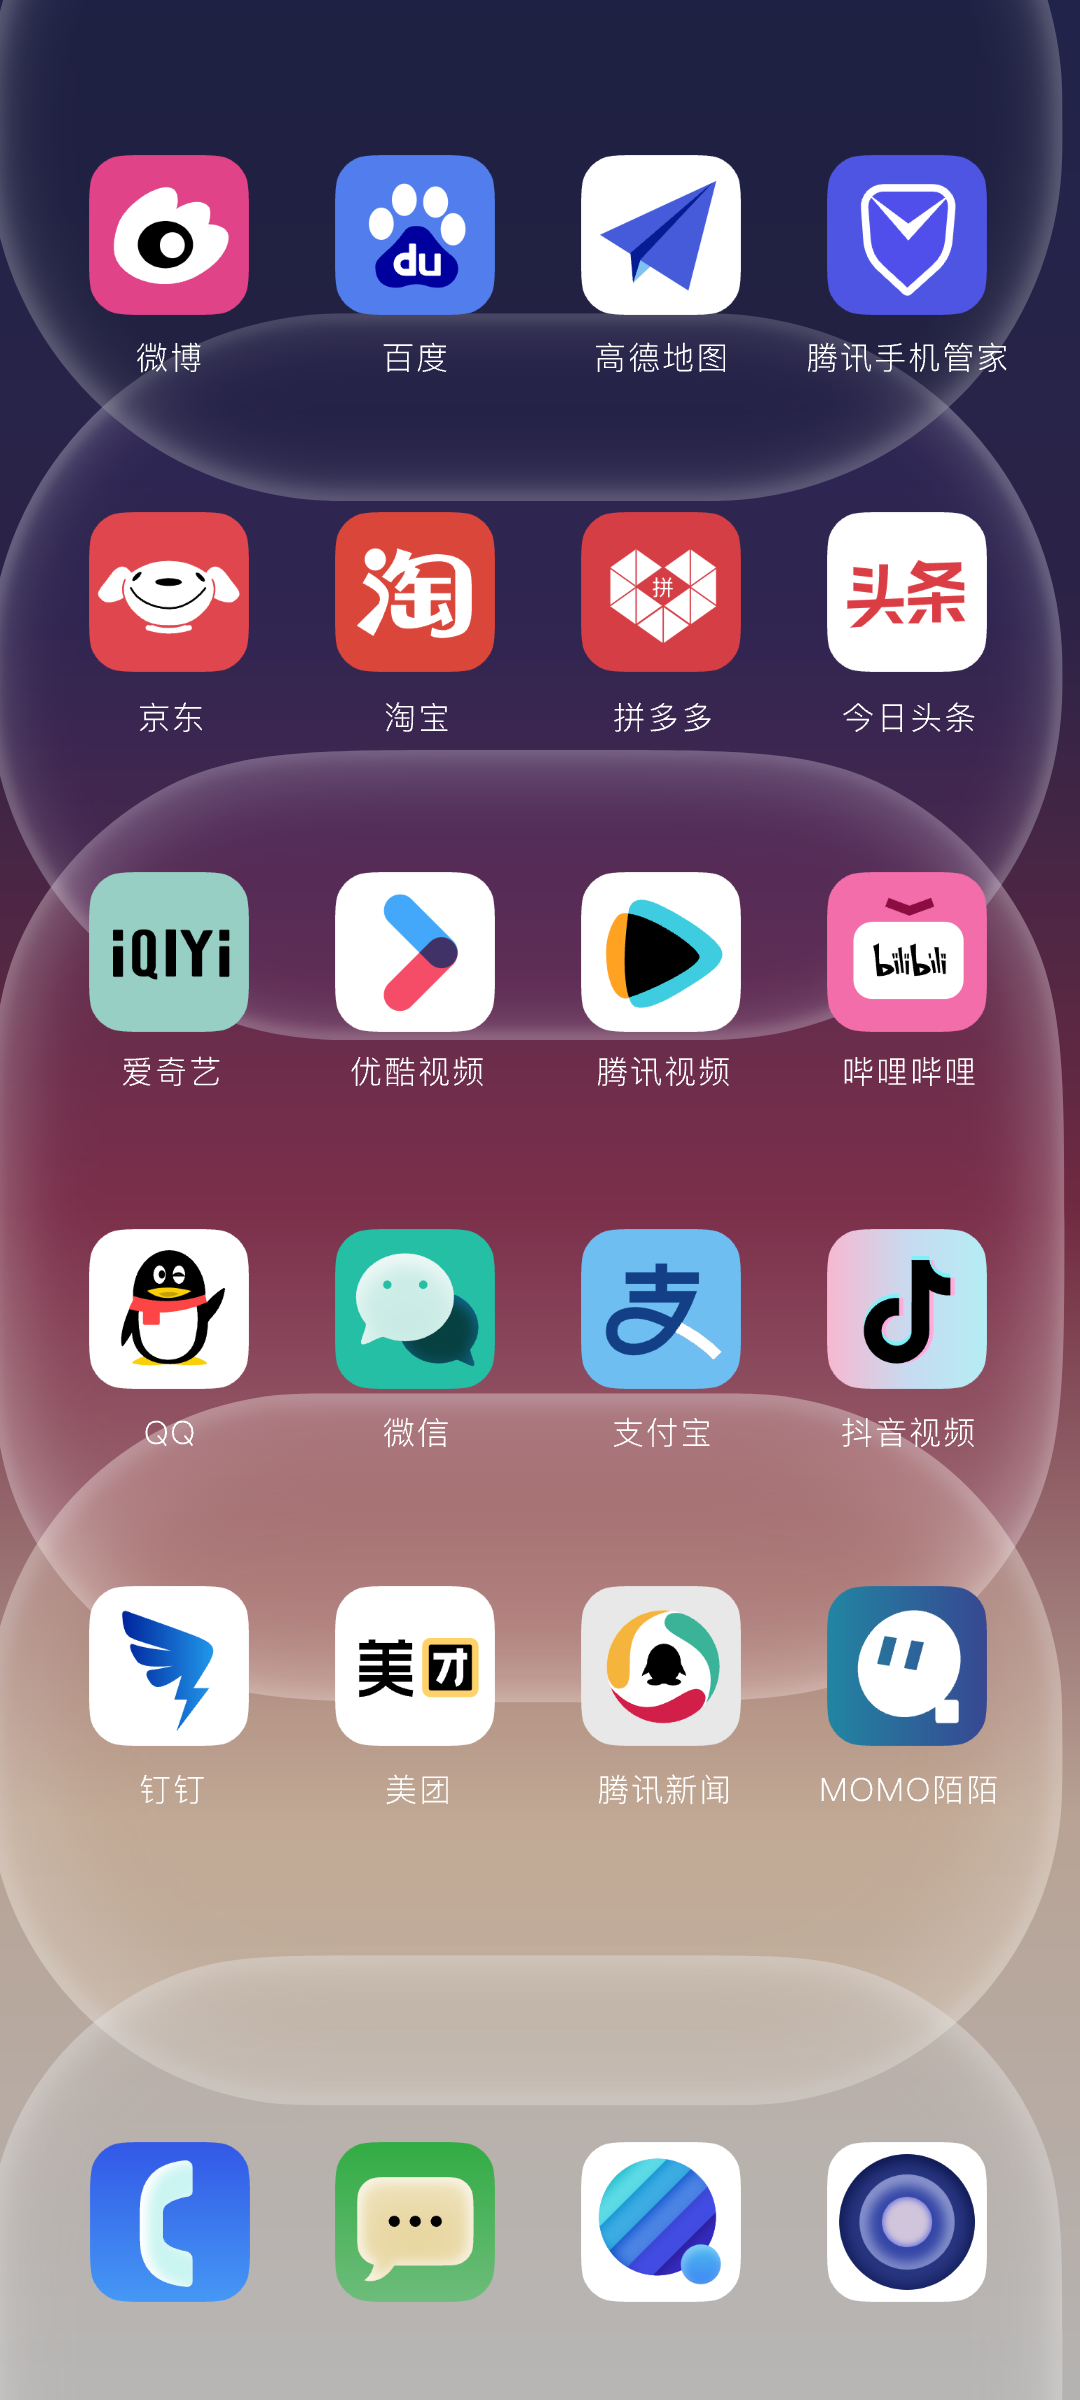 du
微博 百度 高德地图 腾讯手机管家
淘 拼 头条
京东 淘宝 拼多多 今日头条
iQIYI bilibili
爱奇艺 优酷视频 腾讯视频 哔哩哔哩
支
QQ 微信 支付宝 抖音视频
美团
钉钉 美团 腾讯新闻 MOMO陌陌